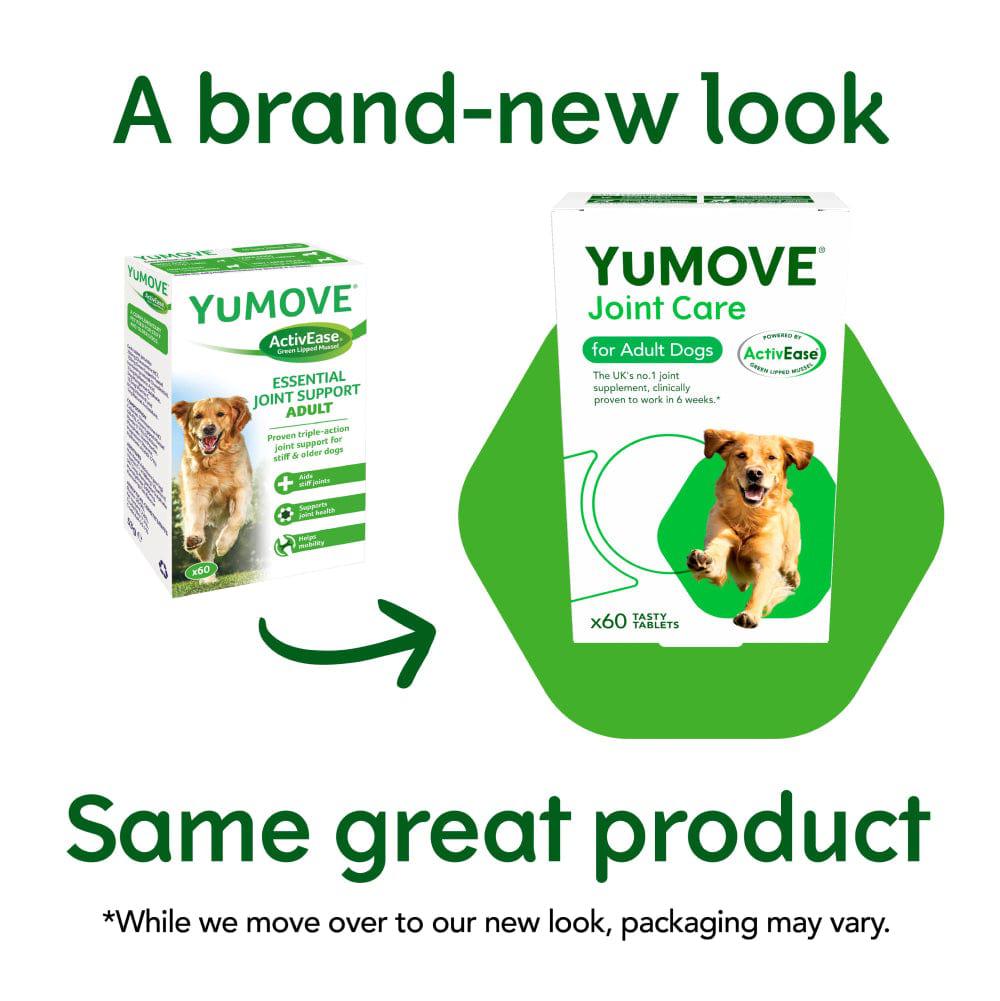 A brand-new look
YUMOVE
YUMOVE
ActivEase
YUMOVE®
ActivEase®
Green Lipped Mussel
ESSENTIAL
JOINT SUPPORT
ADULT
Proven triple-action
joint support for
stiff & older dogs
Aids
stiff joints
Supports
joint health
Helps
mobility
x60
YuMOVE®
Joint Care
for Adult Dogs
POWERED BY
ActivEase®
GREEN LIPPED MUSSEL
The UK's no.1 joint
supplement, clinically
proven to work in 6 weeks.*
x60 TASTY
TABLETS
Same great product
*While we move over to our new look, packaging may vary.